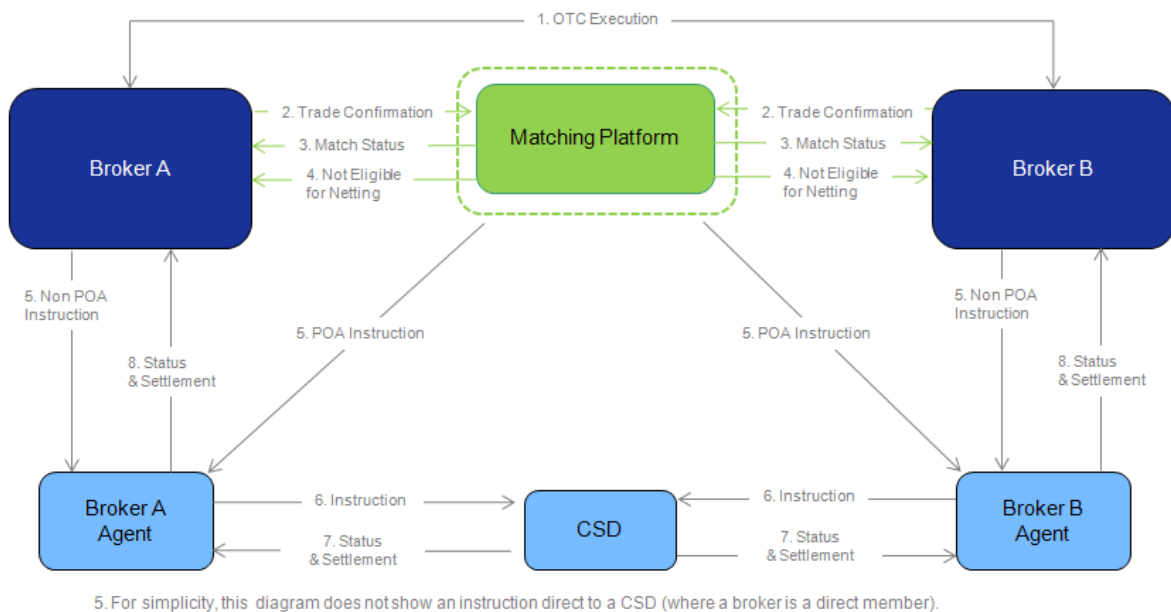 1. OTC Execution
Broker A
2. Trade Confirmation
3. Match Status
4. Not Eligible
for Netting
Matching Platform
2. Trade Confirmation
3. Match Status
4. Not Eligible
for Netting
Broker B
5. Non POA
Instruction
8. Status
& Settlement
5. POA Instruction
5. POA Instruction
5. Non POA
Instruction
8. Status
& Settlement
Broker A
Agent
6. Instruction
7. Status
& Settlement
CSD
6. Instruction
7. Status
& Settlement
Broker B
Agent
5. For simplicity, this diagram does not show an instruction direct to a CSD (where a broker is a direct member).